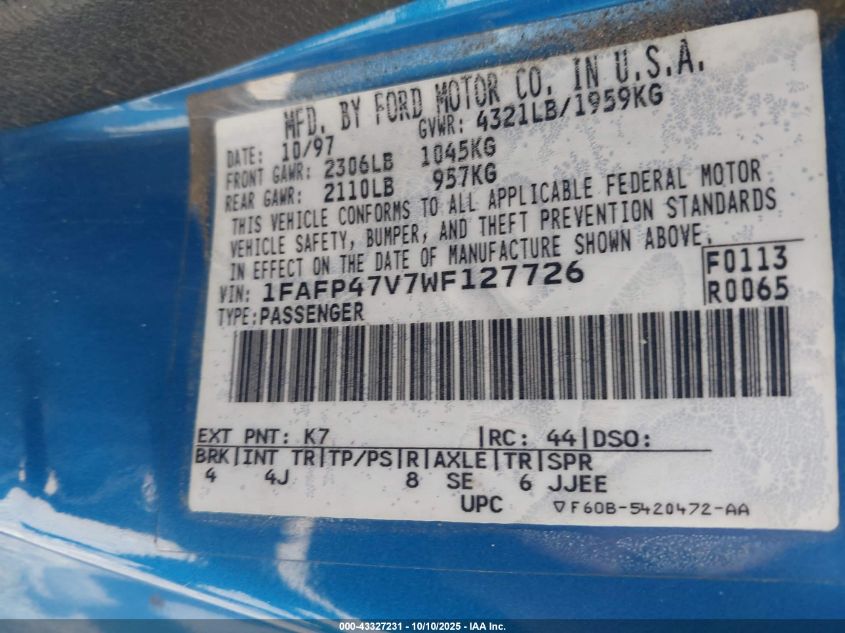 MFD. BY FORD MOTOR CO. IN U.S.A.
DATE: 10/97 GVWR: 4321LB/1959KG
FRONT GAWR: 2306LB 1045KG
REAR GAWR: 2110LB 957KG
THIS VEHICLE CONFORMS TO ALL APPLICABLE FEDERAL MOTOR
VEHICLE SAFETY, BUMPER, AND THEFT PREVENTION STANDARDS
IN EFFECT ON THE DATE OF MANUFACTURE SHOWN ABOVE.
VIN: 1FAFP47V7WF127726 F0113
TYPE:PASSENGER R0065
EXT PNT: K7 |RC: 44|DSO:
BRK|INT TR|TP/PS|R|AXLE|TR|SPR
4 4J 8 SE 6 JJEE
UPC ▽F60B-5420472-AA
000-43327231 - 10/10/2025 - IAA Inc.